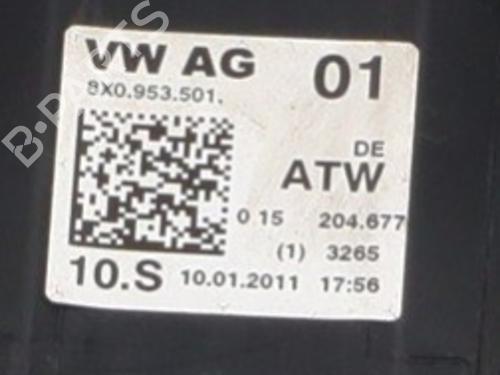 VW AG 01
8X0.953.501.
DE
ATW
0 15 204.677
(1) 3265
10.S 10.01.2011 17:56
B-PARTS